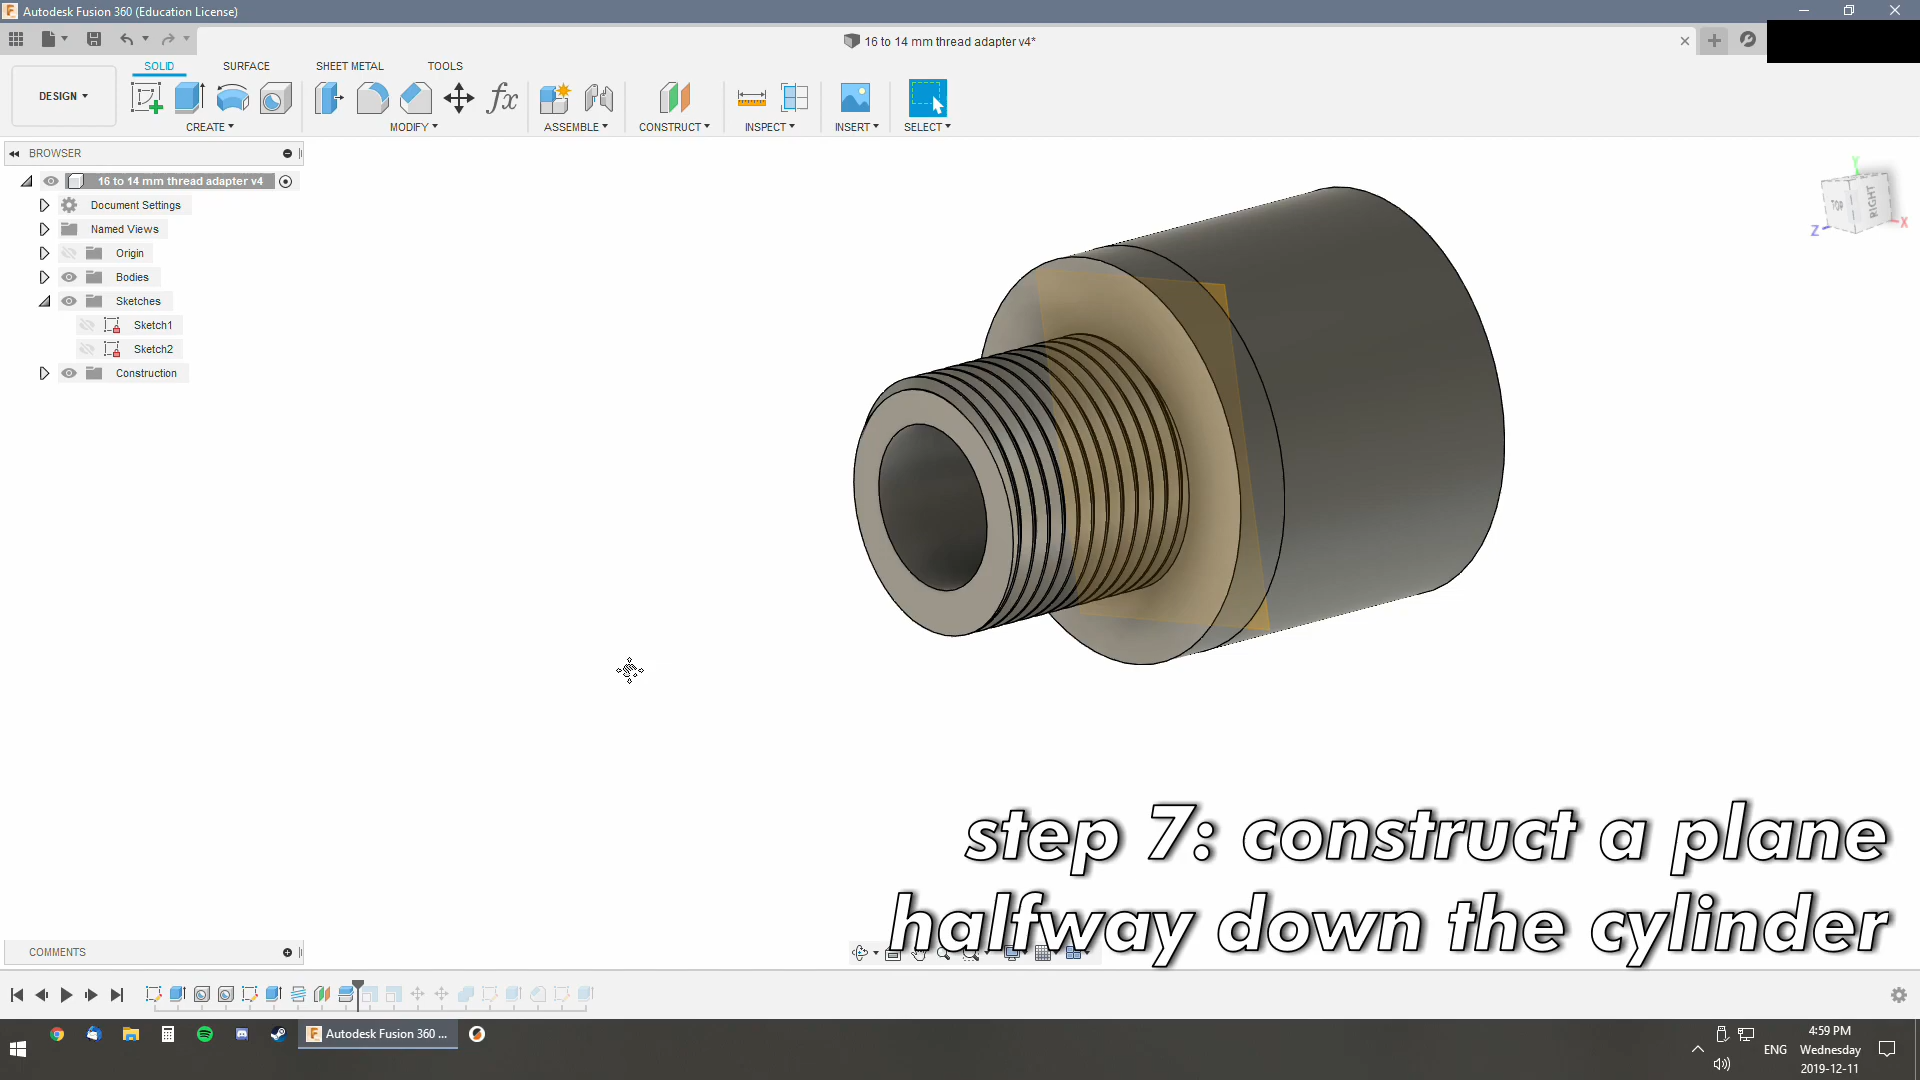 Autodesk Fusion 360 (Education License)
16 to 14 mm thread adapter v4*
SOLID SURFACE SHEET METAL TOOLS
DESIGN
fx
CREATE MODIFY ASSEMBLE CONSTRUCT INSPECT INSERT SELECT
BROWSER
16 to 14 mm thread adapter v4
Document Settings
Named Views
Origin
Bodies
Sketches
Sketch1
Sketch2
Construction
Y
TOP RIGHT
Z X
step 7: construct a plane
halfway down the cylinder
COMMENTS
Autodesk Fusion 360 ...
4:59 PM
ENG Wednesday
2019-12-11